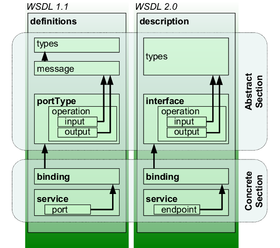 WSDL 1.1
definitions
types
message
portType
operation
input
output
binding
service
port
WSDL 2.0
description
types
interface
operation
input
output
binding
service
endpoint
Abstract
Section
Concrete
Section